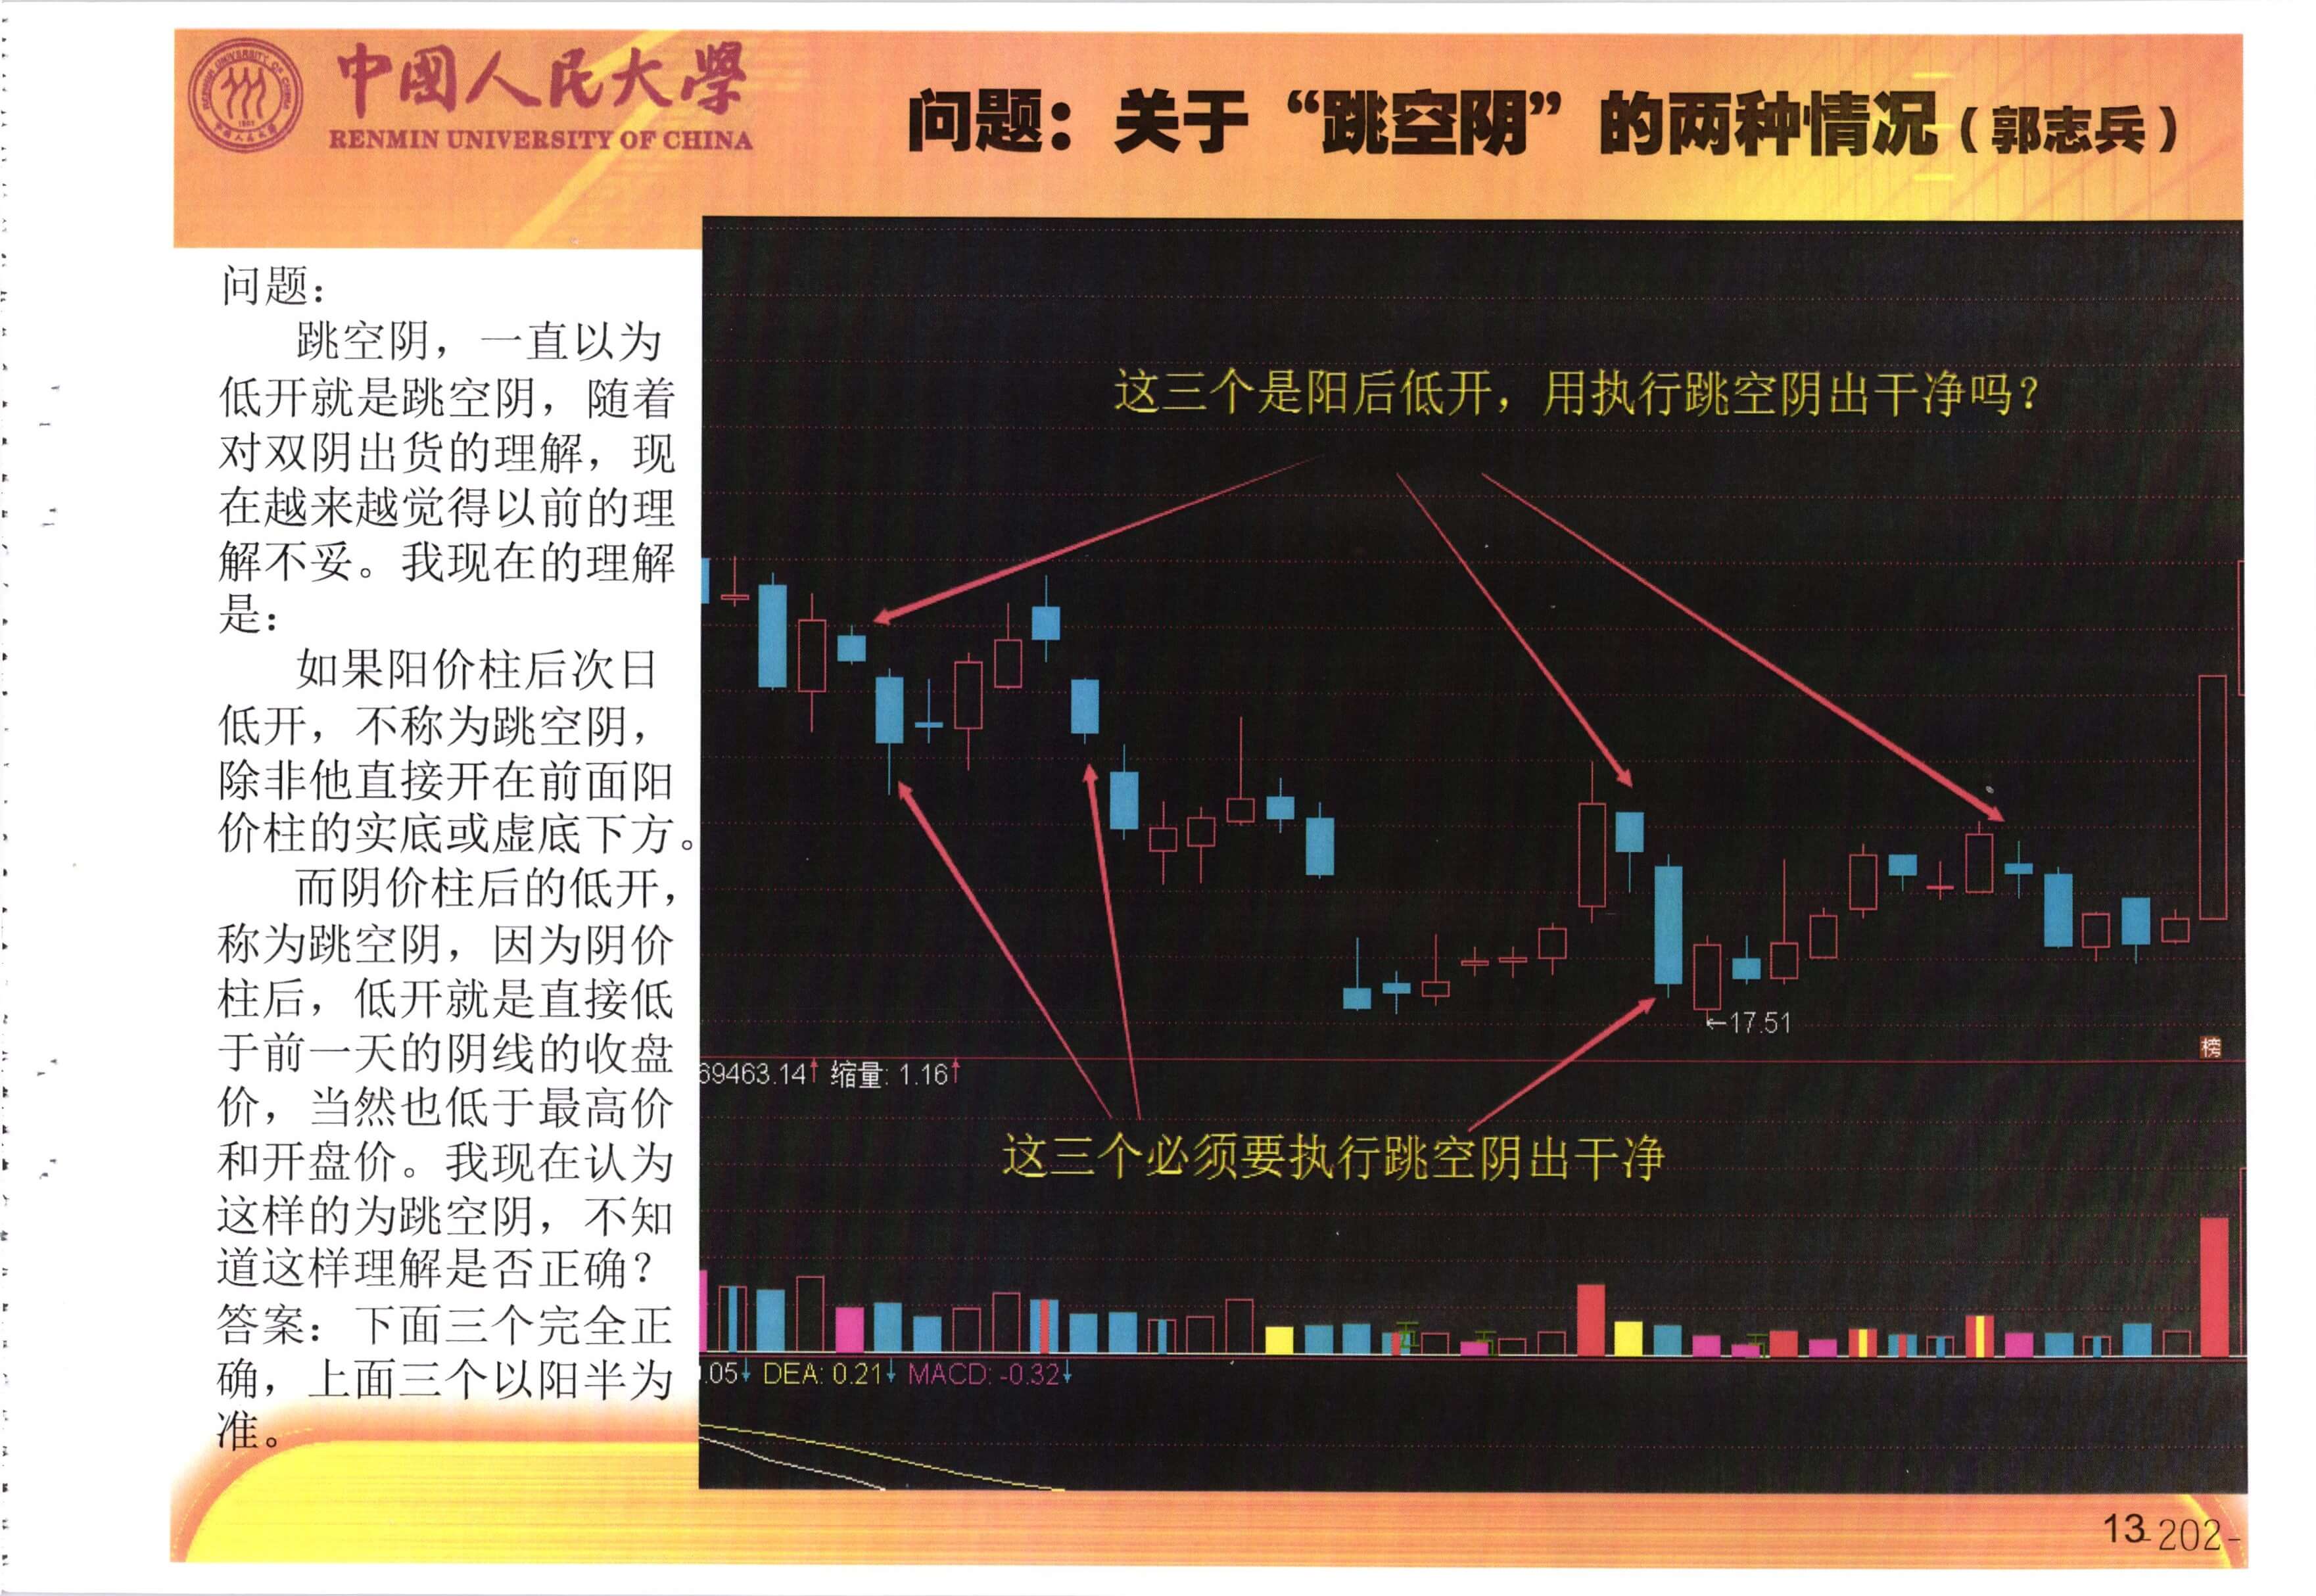 中國人民大學
RENMIN UNIVERSITY OF CHINA
问题：关于“跳空阴”的两种情况（郭志兵）
问题：
跳空阴，一直以为
低开就是跳空阴，随着
对双阴出货的理解，现
在越来越觉得以前的理
解不妥。我现在的理解
是：
如果阳价柱后次日
低开，不称为跳空阴，
除非他直接开在前面阳
价柱的实底或虚底下方。
而阴价柱后的低开，
称为跳空阴，因为阴价
柱后，低开就是直接低
于前一天的阴线的收盘
价，当然也低于最高价
和开盘价。我现在认为
这样的为跳空阴，不知
道这样理解是否正确？
答案：下面三个完全正
确，上面三个以阳半为
准。
这三个是阳后低开，用执行跳空阴出干净吗？
←17.51
榜
69463.14↑ 缩量: 1.16↑
这三个必须要执行跳空阴出干净
.05↓ DEA: 0.21↓ MACD: -0.32↓
13
-202-